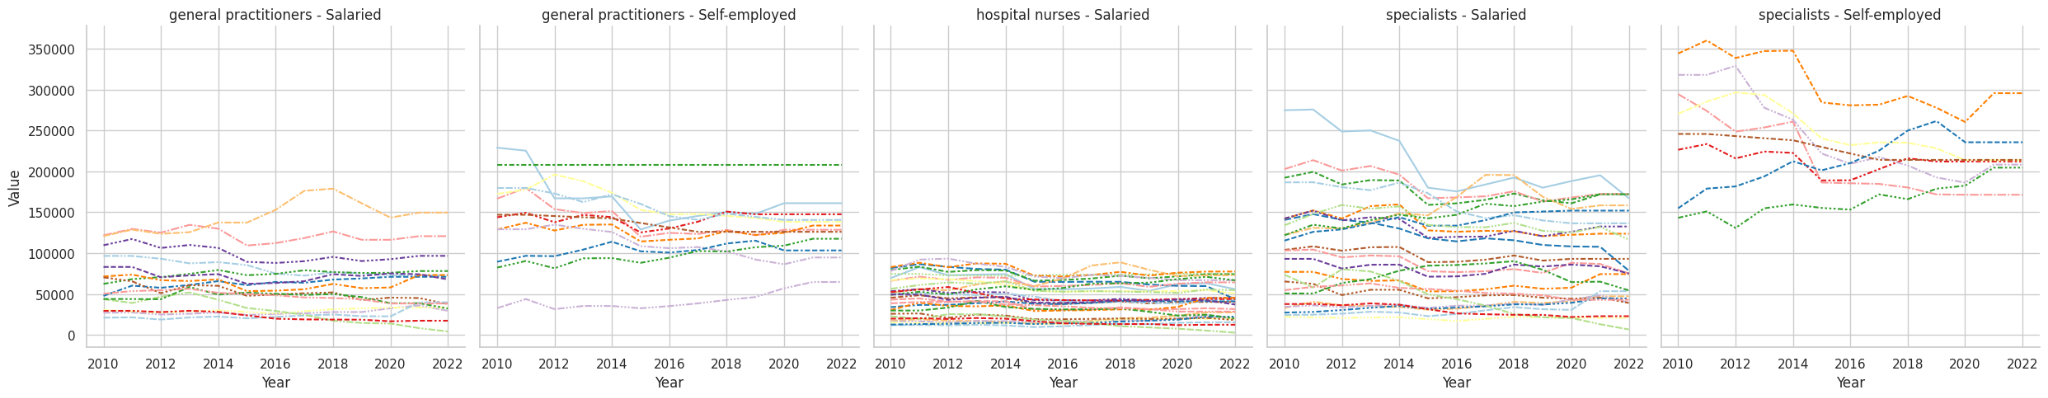 general practitioners - Salaried
general practitioners - Self-employed
hospital nurses - Salaried
specialists - Salaried
specialists - Self-employed
350000
300000
250000
200000
150000
100000
50000
0
Value
2010 2012 2014 2016 2018 2020 2022
2010 2012 2014 2016 2018 2020 2022
2010 2012 2014 2016 2018 2020 2022
2010 2012 2014 2016 2018 2020 2022
2010 2012 2014 2016 2018 2020 2022
Year
Year
Year
Year
Year